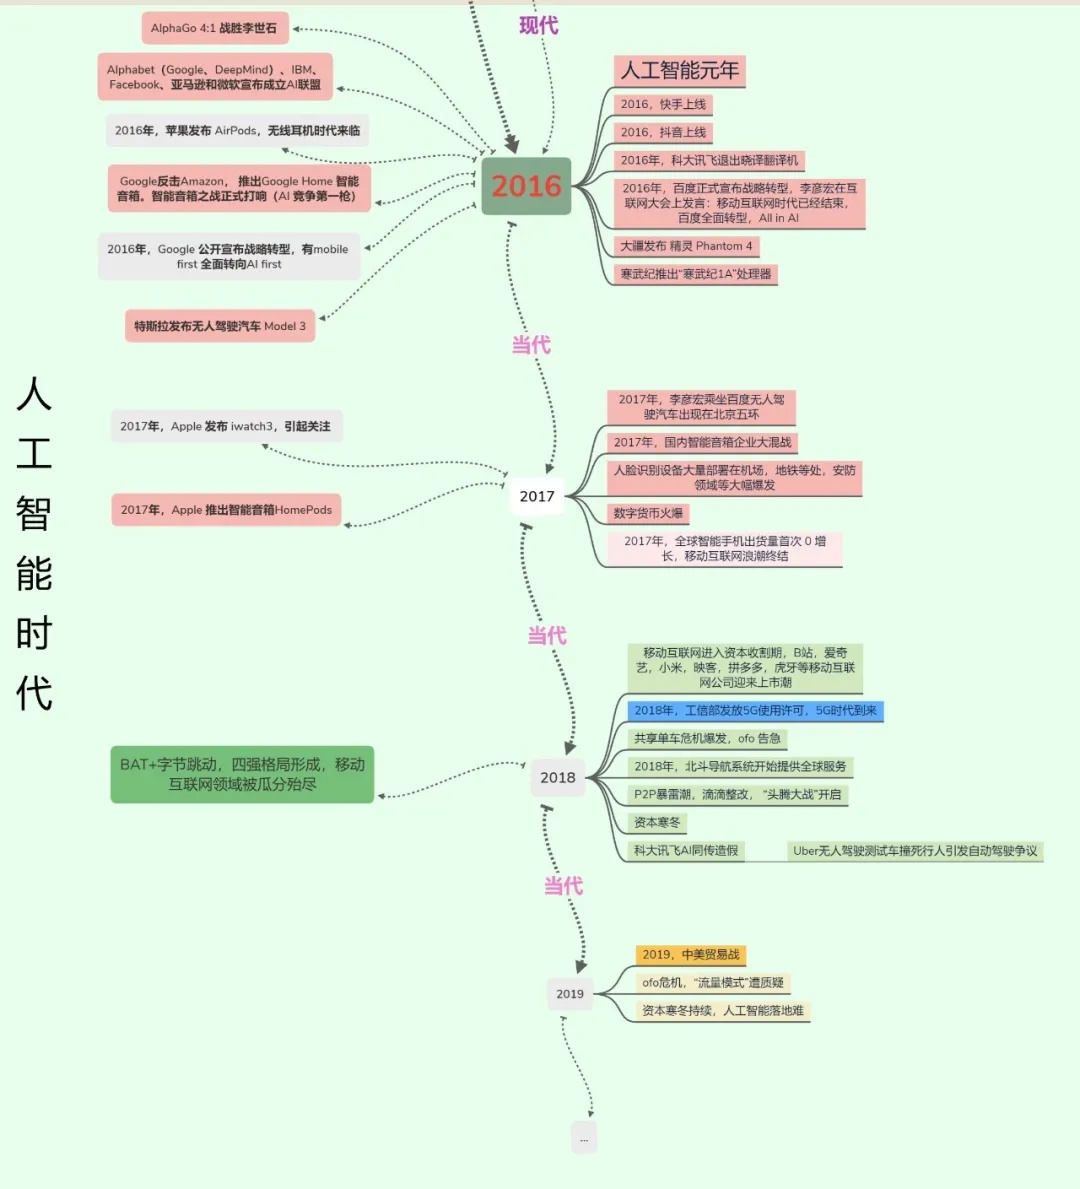 现代
AlphaGo 4:1 战胜李世石
Alphabet（Google、DeepMind）、IBM、
Facebook、亚马逊和微软宣布成立AI联盟
2016年，苹果发布 AirPods，无线耳机时代来临
Google反击Amazon， 推出Google Home 智能
音箱。智能音箱之战正式打响（AI 竞争第一枪）
2016年，Google 公开宣布战略转型，有mobile
first 全面转向AI first
特斯拉发布无人驾驶汽车 Model 3
2016
人工智能元年
2016，快手上线
2016，抖音上线
2016年，科大讯飞退出晓译翻译机
2016年，百度正式宣布战略转型，李彦宏在互
联网大会上发言：移动互联网时代已经结束，
百度全面转型，All in AI
大疆发布 精灵 Phantom 4
寒武纪推出“寒武纪1A”处理器
当代
人工智能时代
2017年，Apple 发布 iwatch3，引起关注
2017年，Apple 推出智能音箱HomePods
2017
2017年，李彦宏乘坐百度无人驾
驶汽车出现在北京五环
2017年，国内智能音箱企业大混战
人脸识别设备大量部署在机场，地铁等处，安防
领域等大幅爆发
数字货币火爆
2017年，全球智能手机出货量首次 0 增
长，移动互联网浪潮终结
当代
BAT+字节跳动，四强格局形成，移动
互联网领域被瓜分殆尽
2018
移动互联网进入资本收割期，B站，爱奇
艺，小米，映客，拼多多，虎牙等移动互联
网公司迎来上市潮
2018年，工信部发放5G使用许可，5G时代到来
共享单车危机爆发，ofo 告急
2018年，北斗导航系统开始提供全球服务
P2P暴雷潮，滴滴整改， “头腾大战”开启
资本寒冬
科大讯飞AI同传造假
Uber无人驾驶测试车撞死行人引发自动驾驶争议
当代
2019
2019，中美贸易战
ofo危机，“流量模式”遭质疑
资本寒冬持续，人工智能落地难
...